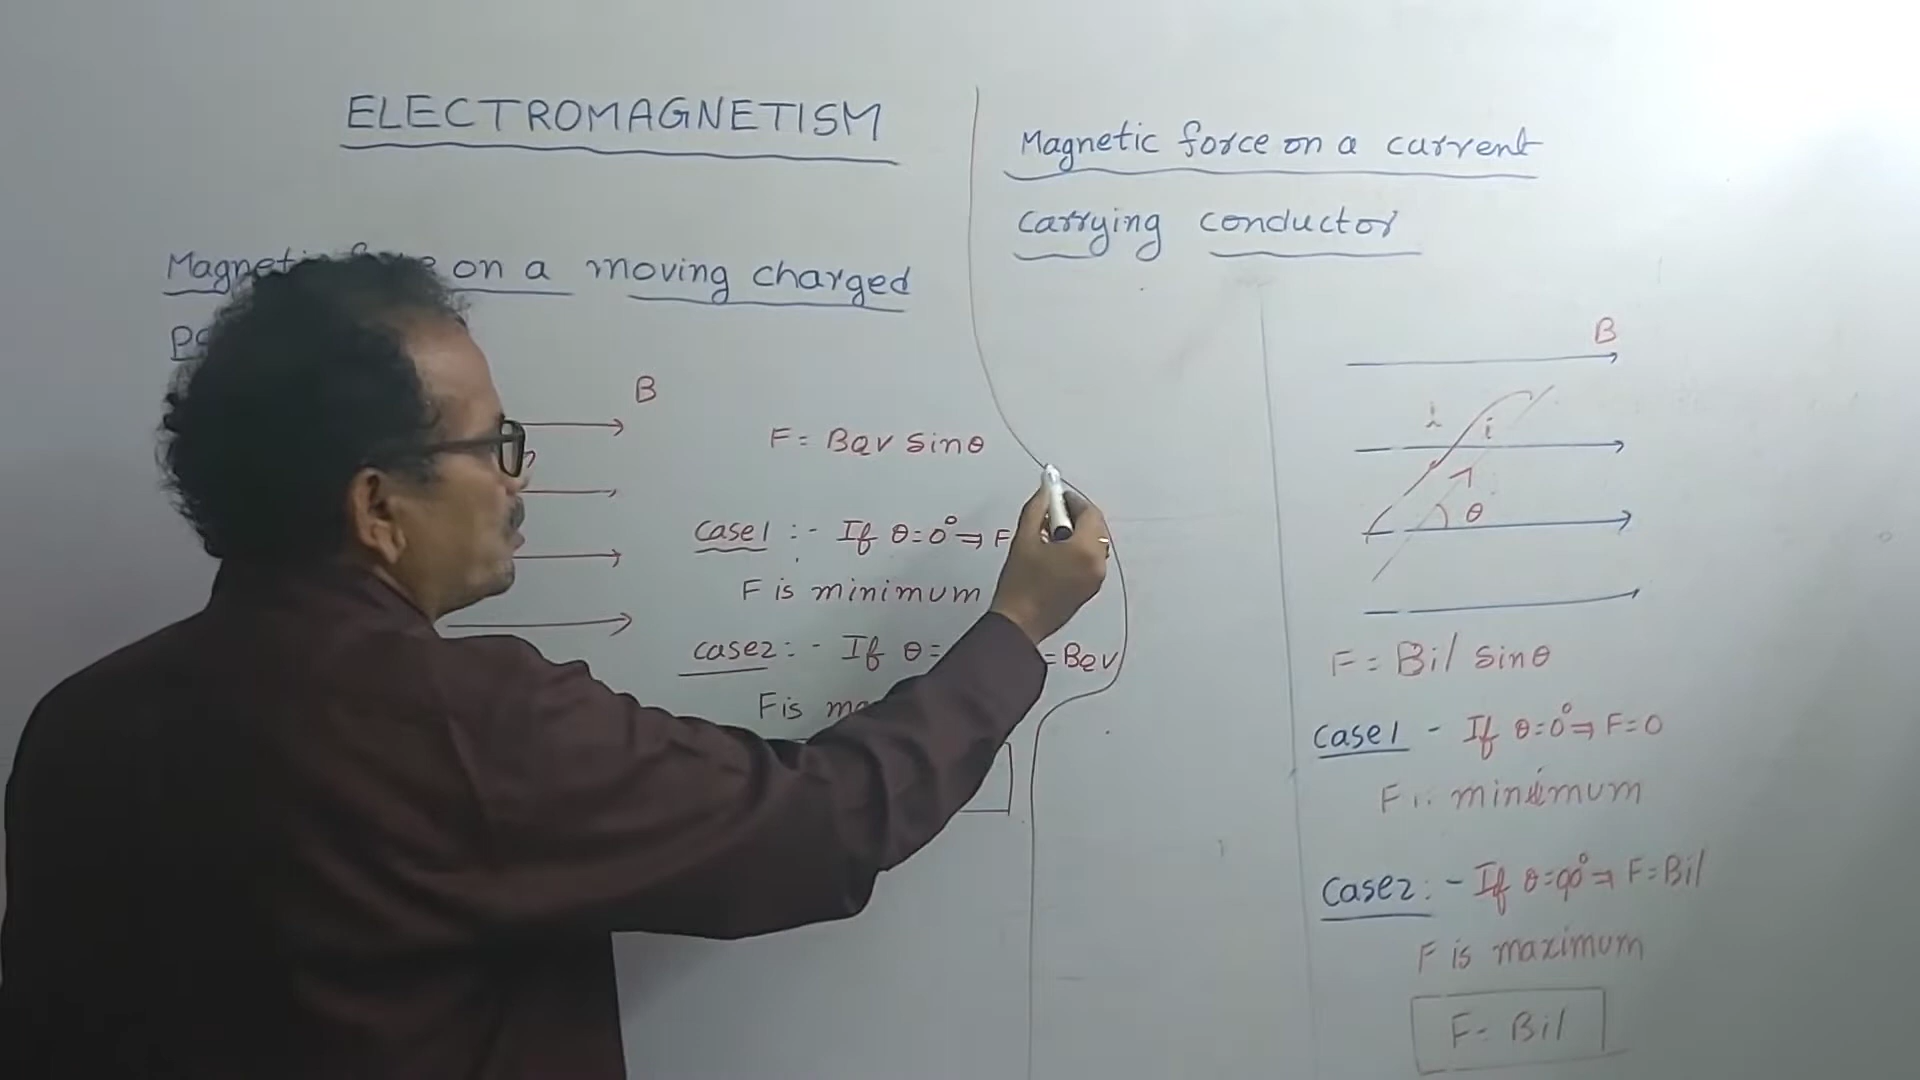 ELECTROMAGNETISM
on a moving charged
B
F = Bqv sinθ
Case1 :- If θ=0° ⇒ F
F is minimum
Case2 :- If θ= =Bqv
F is
Magnetic force on a current
carrying conductor
B
i
θ
F = Bil sinθ
Case1 - If θ=0° ⇒ F=0
F is minimum
Case2 :- If θ=90° ⇒ F=Bil
F is maximum
F = Bil